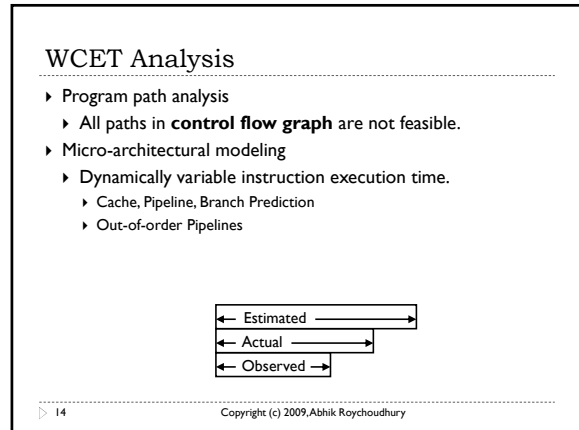 WCET Analysis
Program path analysis
All paths in control flow graph are not feasible.
Micro-architectural modeling
Dynamically variable instruction execution time.
Cache, Pipeline, Branch Prediction
Out-of-order Pipelines
Estimated
Actual
Observed
14 Copyright (c) 2009, Abhik Roychoudhury